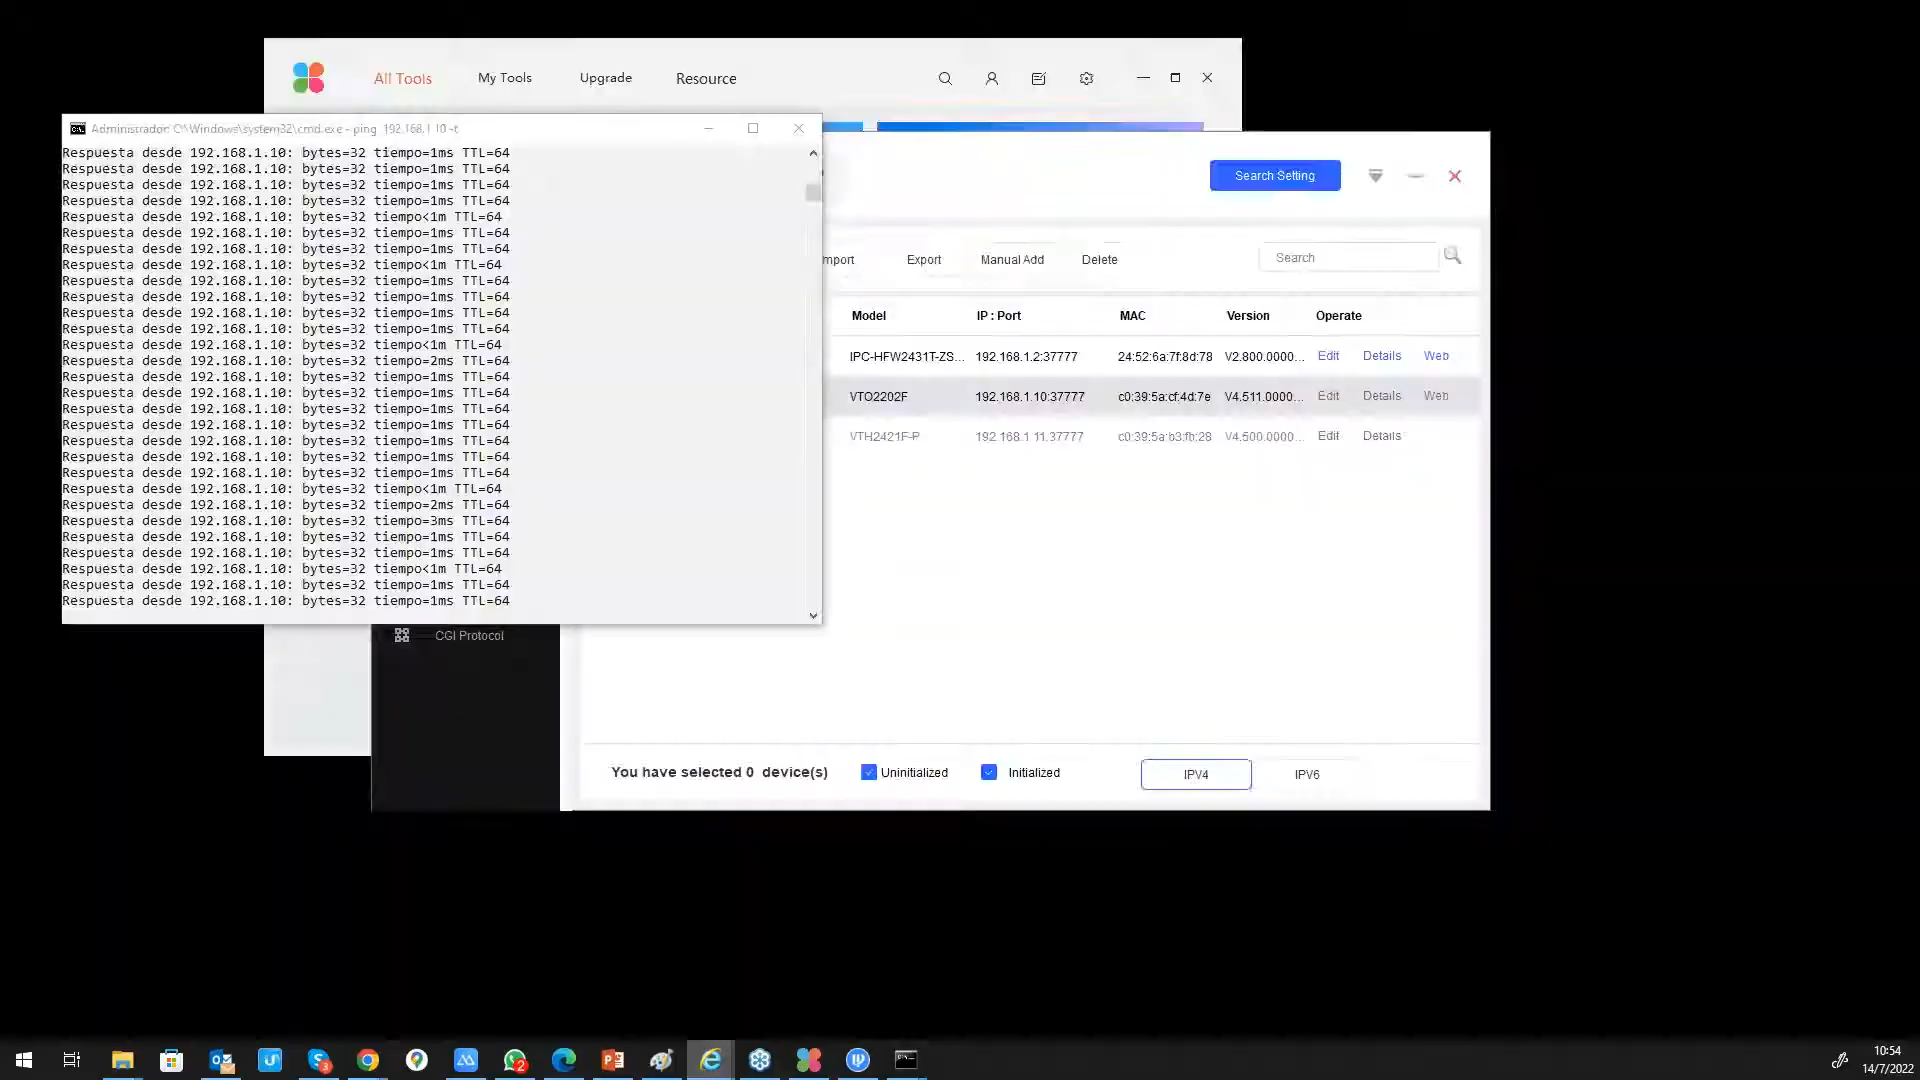 All Tools
My Tools
Upgrade
Resource
Administrador: C:\Windows\system32\cmd.exe - ping 192.168.1.10 -t
Respuesta desde 192.168.1.10: bytes=32 tiempo=1ms TTL=64
Respuesta desde 192.168.1.10: bytes=32 tiempo=1ms TTL=64
Respuesta desde 192.168.1.10: bytes=32 tiempo=1ms TTL=64
Respuesta desde 192.168.1.10: bytes=32 tiempo=1ms TTL=64
Respuesta desde 192.168.1.10: bytes=32 tiempo<1m TTL=64
Respuesta desde 192.168.1.10: bytes=32 tiempo=1ms TTL=64
Respuesta desde 192.168.1.10: bytes=32 tiempo=1ms TTL=64
Respuesta desde 192.168.1.10: bytes=32 tiempo<1m TTL=64
Respuesta desde 192.168.1.10: bytes=32 tiempo=1ms TTL=64
Respuesta desde 192.168.1.10: bytes=32 tiempo=1ms TTL=64
Respuesta desde 192.168.1.10: bytes=32 tiempo=1ms TTL=64
Respuesta desde 192.168.1.10: bytes=32 tiempo=1ms TTL=64
Respuesta desde 192.168.1.10: bytes=32 tiempo<1m TTL=64
Respuesta desde 192.168.1.10: bytes=32 tiempo=2ms TTL=64
Respuesta desde 192.168.1.10: bytes=32 tiempo=1ms TTL=64
Respuesta desde 192.168.1.10: bytes=32 tiempo=1ms TTL=64
Respuesta desde 192.168.1.10: bytes=32 tiempo=1ms TTL=64
Respuesta desde 192.168.1.10: bytes=32 tiempo=1ms TTL=64
Respuesta desde 192.168.1.10: bytes=32 tiempo=1ms TTL=64
Respuesta desde 192.168.1.10: bytes=32 tiempo=1ms TTL=64
Respuesta desde 192.168.1.10: bytes=32 tiempo=1ms TTL=64
Respuesta desde 192.168.1.10: bytes=32 tiempo<1m TTL=64
Respuesta desde 192.168.1.10: bytes=32 tiempo=2ms TTL=64
Respuesta desde 192.168.1.10: bytes=32 tiempo=3ms TTL=64
Respuesta desde 192.168.1.10: bytes=32 tiempo=1ms TTL=64
Respuesta desde 192.168.1.10: bytes=32 tiempo=1ms TTL=64
Respuesta desde 192.168.1.10: bytes=32 tiempo<1m TTL=64
Respuesta desde 192.168.1.10: bytes=32 tiempo=1ms TTL=64
Respuesta desde 192.168.1.10: bytes=32 tiempo=1ms TTL=64
Search Setting
mport Export Manual Add Delete Search
Model IP : Port MAC Version Operate
IPC-HFW2431T-ZS... 192.168.1.2:37777 24:52:6a:7f:8d:78 V2.800.0000... Edit Details Web
VTO2202F 192.168.1.10:37777 c0:39:5a:cf:4d:7e V4.511.0000... Edit Details Web
VTH2421F-P 192.168.1.11:37777 c0:39:5a:b3:fb:28 V4.500.0000... Edit Details
CGI Protocol
You have selected 0 device(s) Uninitialized Initialized IPV4 IPV6
3
2
10:54
14/7/2022